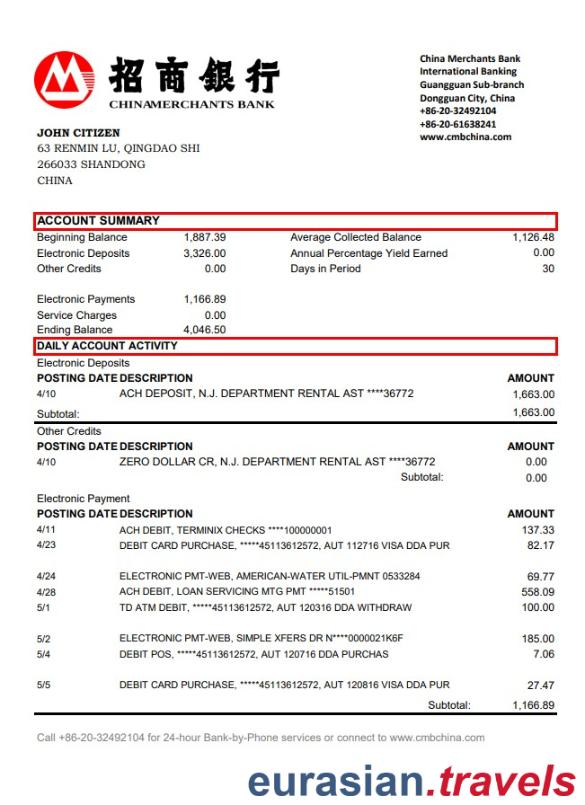 招商銀行
CHINA MERCHANTS BANK
China Merchants Bank
International Banking
Guangguan Sub-branch
Dongguan City, China
+86-20-32492104
+86-20-61638241
www.cmbchina.com
JOHN CITIZEN
63 RENMIN LU, QINGDAO SHI
266033 SHANDONG
CHINA
ACCOUNT SUMMARY
Beginning Balance 1,887.39 Average Collected Balance 1,126.48
Electronic Deposits 3,326.00 Annual Percentage Yield Earned 0.00
Other Credits 0.00 Days in Period 30
Electronic Payments 1,166.89
Service Charges 0.00
Ending Balance 4,046.50
DAILY ACCOUNT ACTIVITY
Electronic Deposits
POSTING DATE DESCRIPTION AMOUNT
4/10 ACH DEPOSIT, N.J. DEPARTMENT RENTAL AST ****36772 1,663.00
Subtotal: 1,663.00
Other Credits
POSTING DATE DESCRIPTION AMOUNT
4/10 ZERO DOLLAR CR, N.J. DEPARTMENT RENTAL AST ****36772 0.00
Subtotal: 0.00
Electronic Payment
POSTING DATE DESCRIPTION AMOUNT
4/11 ACH DEBIT, TERMINIX CHECKS ****100000001 137.33
4/23 DEBIT CARD PURCHASE, *****45113612572, AUT 112716 VISA DDA PUR 82.17
4/24 ELECTRONIC PMT-WEB, AMERICAN-WATER UTIL-PMNT 0533284 69.77
4/28 ACH DEBIT, LOAN SERVICING MTG PMT *****51501 558.09
5/1 TD ATM DEBIT, *****45113612572, AUT 120316 DDA WITHDRAW 100.00
5/2 ELECTRONIC PMT-WEB, SIMPLE XFERS DR N****0000021K6F 185.00
5/4 DEBIT POS, *****45113612572, AUT 120716 DDA PURCHAS 7.06
5/5 DEBIT CARD PURCHASE, *****45113612572, AUT 120816 VISA DDA PUR 27.47
Subtotal: 1,166.89
Call +86-20-32492104 for 24-hour Bank-by-Phone services or connect to www.cmbchina.com
eurasian.travels